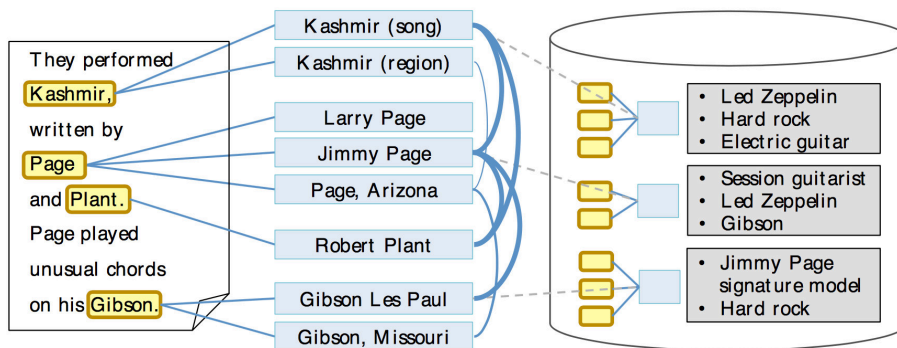 They performed
Kashmir,
written by
Page
and Plant.
Page played
unusual chords
on his Gibson.
Kashmir (song)
Kashmir (region)
Larry Page
Jimmy Page
Page, Arizona
Robert Plant
Gibson Les Paul
Gibson, Missouri
• Led Zeppelin
• Hard rock
• Electric guitar
• Session guitarist
• Led Zeppelin
• Gibson
• Jimmy Page
signature model
• Hard rock